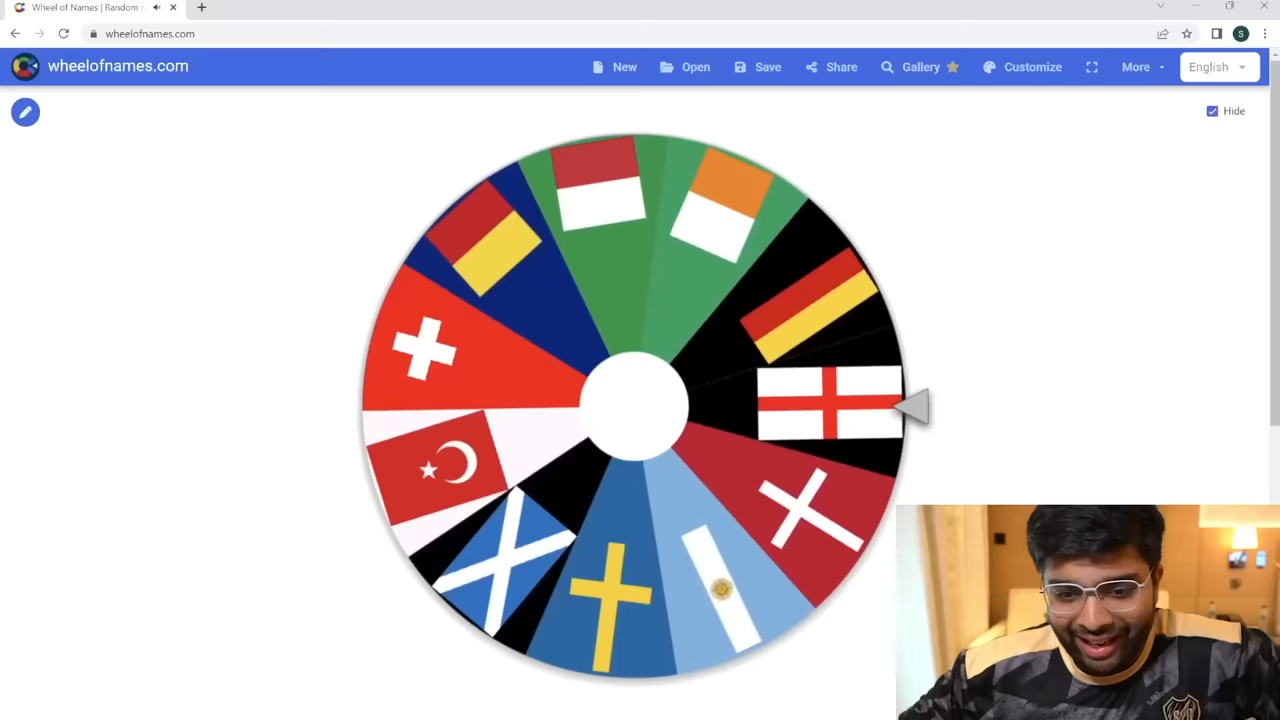 Wheel of Names | Random
wheelofnames.com
S
wheelofnames.com
New
Open
Save
Share
Gallery
Customize
More
English
Hide